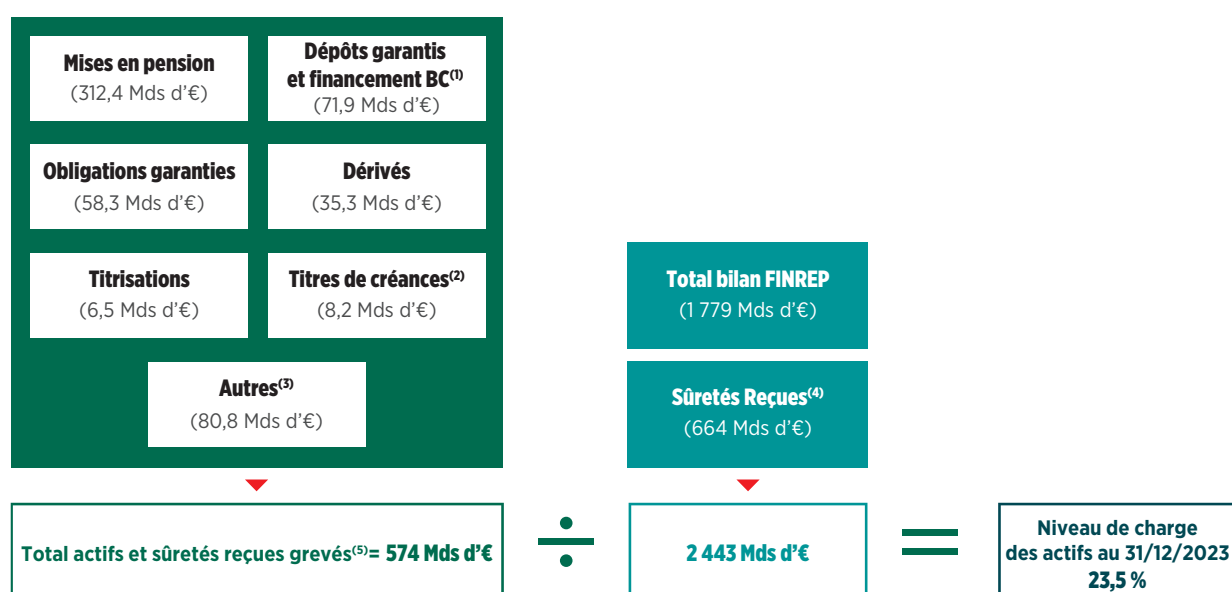 Mises en pension
(312,4 Mds d'€)
Dépôts garantis
et financement BC(1)
(71,9 Mds d'€)
Obligations garanties
(58,3 Mds d'€)
Dérivés
(35,3 Mds d'€)
Titrisations
(6,5 Mds d'€)
Titres de créances(2)
(8,2 Mds d'€)
Autres(3)
(80,8 Mds d'€)
Total bilan FINREP
(1 779 Mds d'€)
Sûretés Reçues(4)
(664 Mds d'€)
Total actifs et sûretés reçues grevés(5)= 574 Mds d'€
÷
2 443 Mds d'€
=
Niveau de charge
des actifs au 31/12/2023
23,5 %